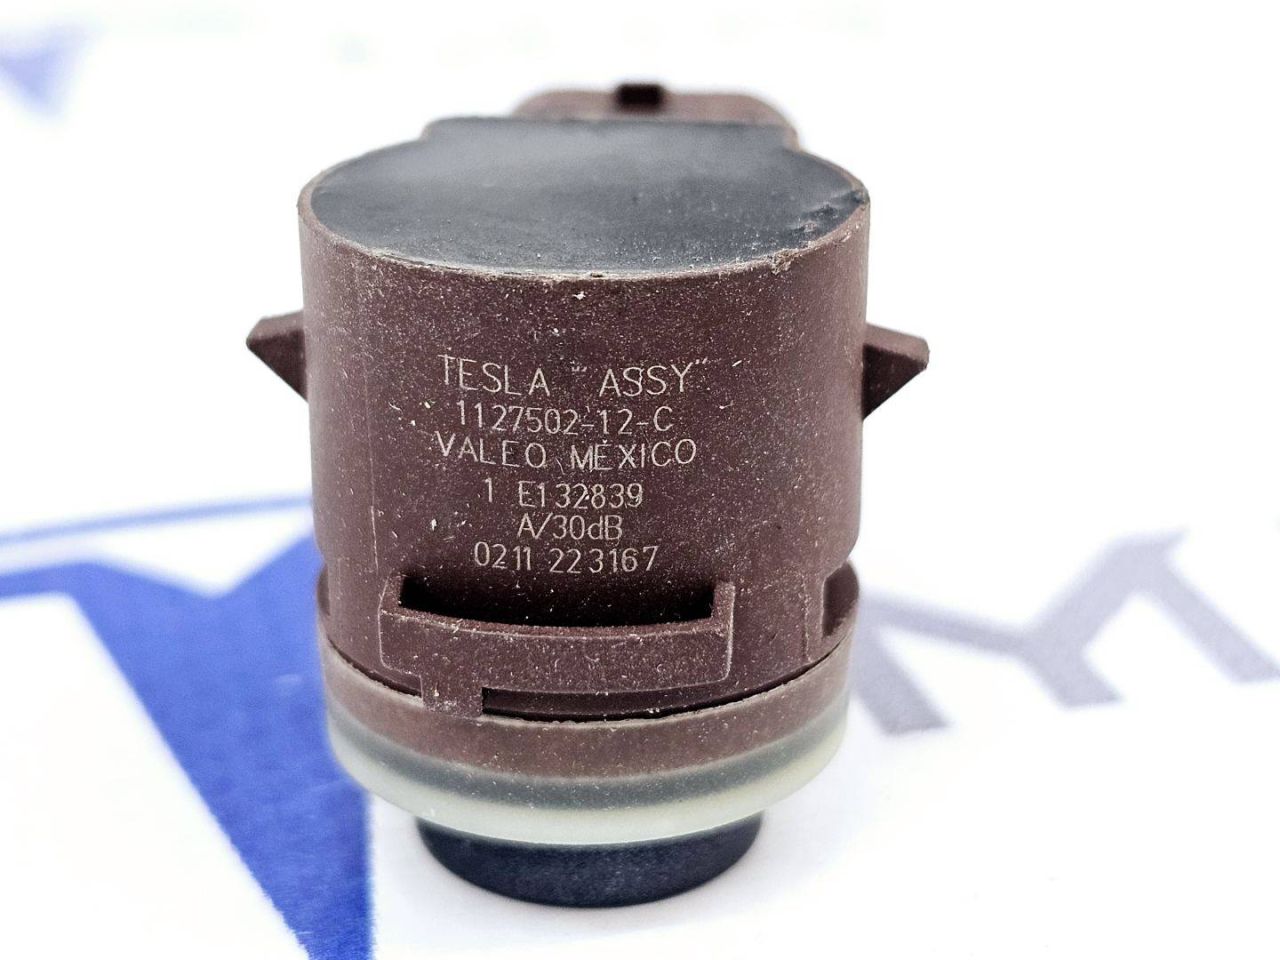 TESLA "ASSY"
1127502-12-C
VALEO MEXICO
1 E132839
A/30dB
0211 223167